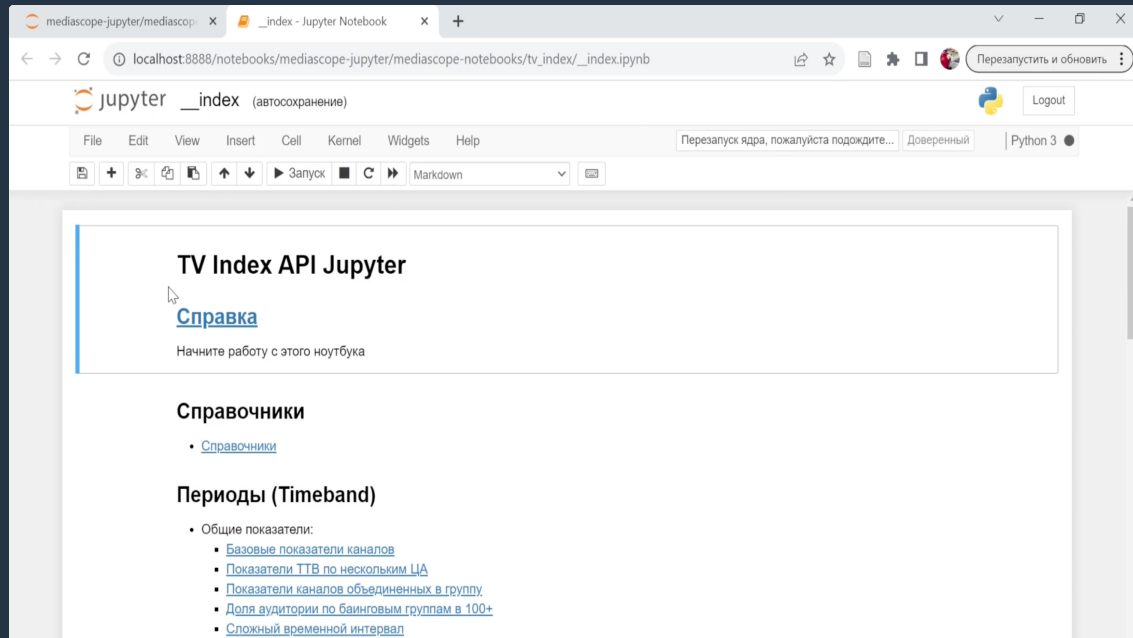 mediascope-jupyter/mediascop
__index - Jupyter Notebook
localhost:8888/notebooks/mediascope-jupyter/mediascope-notebooks/tv_index/__index.ipynb
Перезапустить и обновить
jupyter __index (автосохранение)
Logout
File Edit View Insert Cell Kernel Widgets Help
Перезапуск ядра, пожалуйста подождите... Доверенный Python 3
Запуск Markdown
TV Index API Jupyter
Справка
Начните работу с этого ноутбука
Справочники
• Справочники
Периоды (Timeband)
• Общие показатели:
▪ Базовые показатели каналов
▪ Показатели ТТВ по нескольким ЦА
▪ Показатели каналов объединенных в группу
▪ Доля аудитории по баинговым группам в 100+
▪ Сложный временной интервал